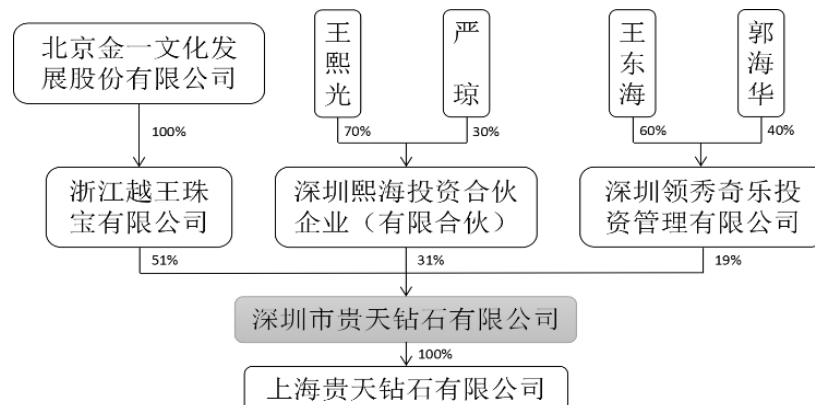 北京金一文化发
展股份有限公司
王熙光
严琼
王东海
郭海华
100%
70%
30%
60%
40%
浙江越王珠
宝有限公司
深圳熙海投资合伙
企业（有限合伙）
深圳领秀奇乐投
资管理有限公司
51%
31%
19%
深圳市贵天钻石有限公司
100%
上海贵天钻石有限公司